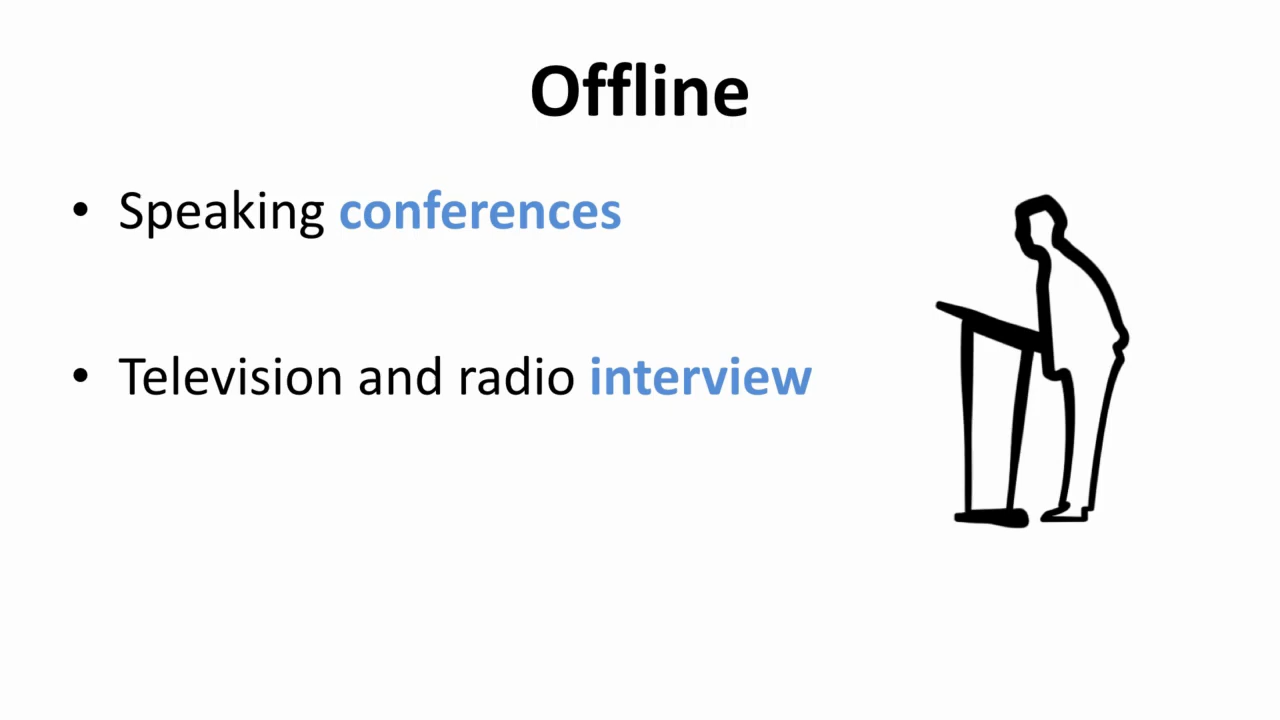 Offline
• Speaking conferences
• Television and radio interview